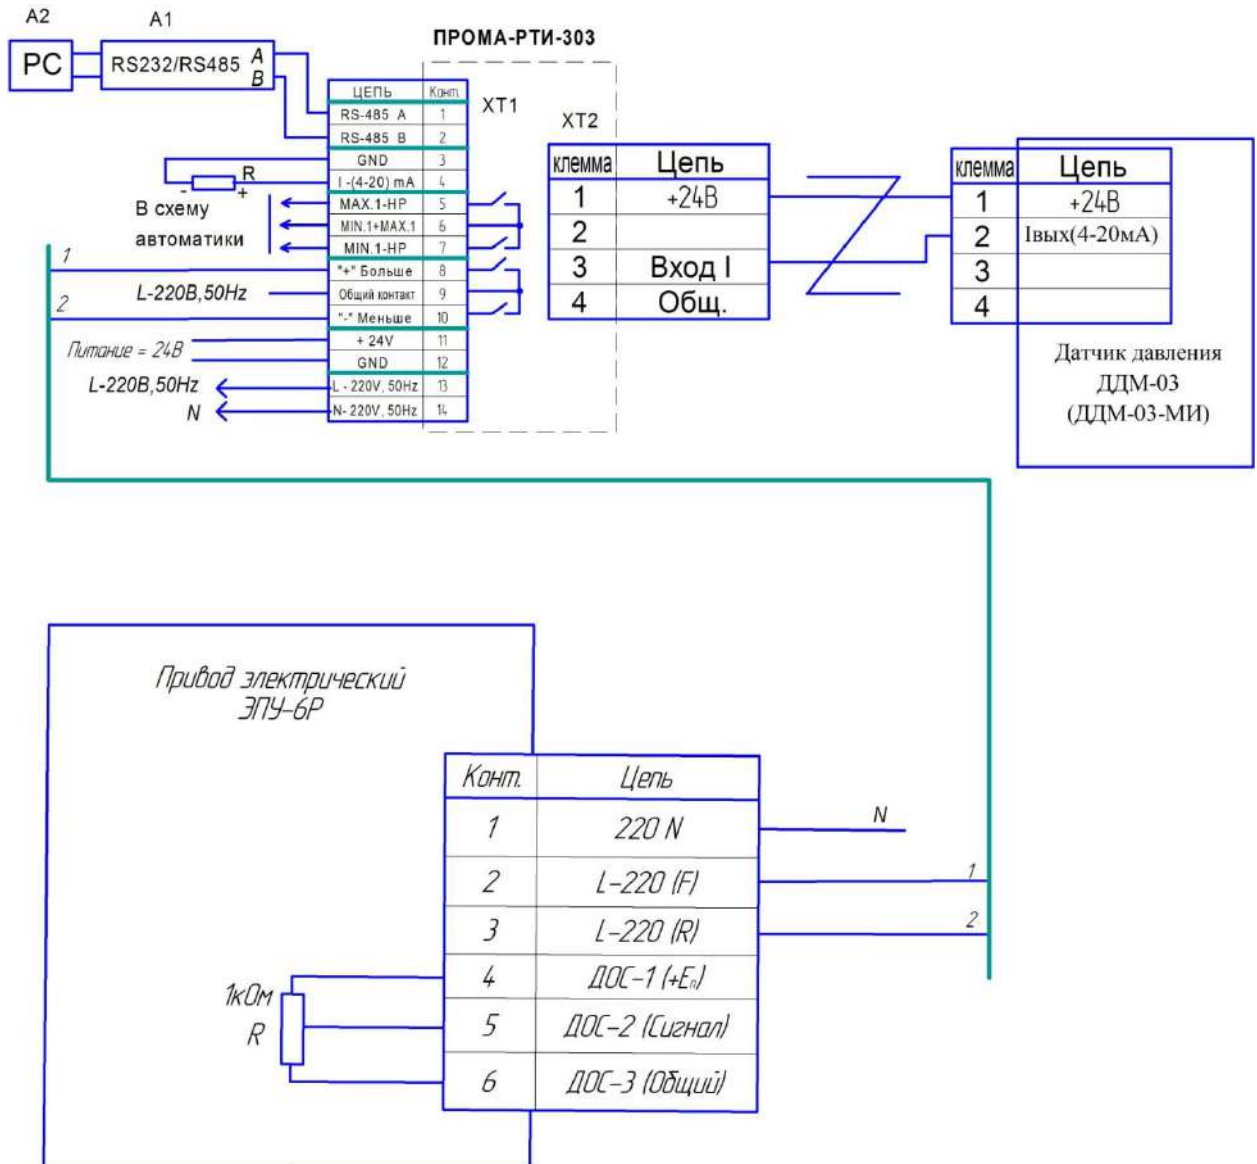 A2
A1
PC
RS232/RS485
A
B
ПРОМА-РТИ-303
XT1
ЦЕПЬ Конт.
RS-485 A 1
RS-485 B 2
GND 3
I -(4-20) mA 4
MAX.1-HP 5
MIN.1+MAX.1 6
MIN.1-HP 7
"+" Больше 8
Общий контакт 9
"-" Меньше 10
+ 24V 11
GND 12
L - 220V, 50Hz 13
N- 220V, 50Hz 14
R
- +
В схему
автоматики
1
L-220В,50Hz
2
Питание = 24В
L-220В,50Hz
N
XT2
клемма Цепь
1 +24В
2
3 Вход I
4 Общ.
клемма Цепь
1 +24В
2 Iвых(4-20мА)
3
4
Датчик давления
ДДМ-03
(ДДМ-03-МИ)
Привод электрический
ЭПУ-6Р
Конт. Цепь
1 220 N
2 L-220 (F)
3 L-220 (R)
4 ДОС-1 (+Eп)
5 ДОС-2 (Сигнал)
6 ДОС-3 (Общий)
N
1
2
1кОм
R